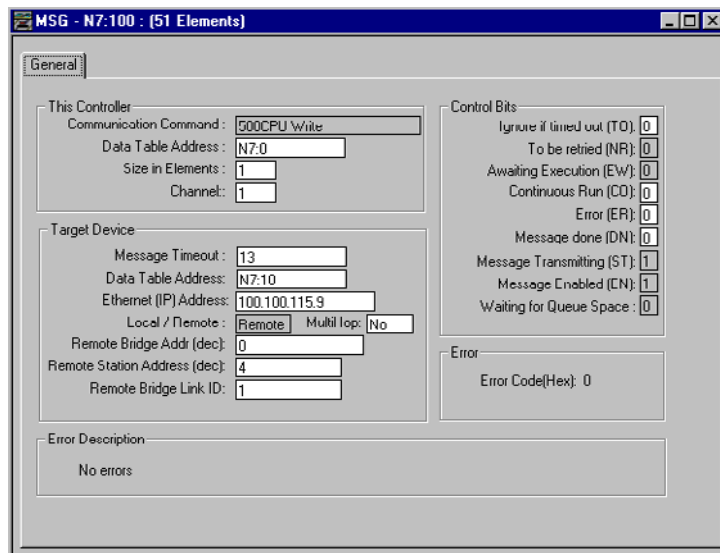 MSG - N7:100 : (51 Elements)
General
This Controller
Communication Command : 500CPU Write
Data Table Address : N7:0
Size in Elements : 1
Channel:: 1
Target Device
Message Timeout : 13
Data Table Address: N7:10
Ethernet (IP) Address: 100.100.115.9
Local / Remote : Remote MultiHop: No
Remote Bridge Addr (dec): 0
Remote Station Address (dec): 4
Remote Bridge Link ID: 1
Control Bits
Ignore if timed out (TO): 0
To be retried (NR): 0
Awaiting Execution (EW): 0
Continuous Run (CO): 0
Error (ER): 0
Message done (DN): 0
Message Transmitting (ST): 1
Message Enabled (EN): 1
Waiting for Queue Space : 0
Error
Error Code(Hex): 0
Error Description
No errors